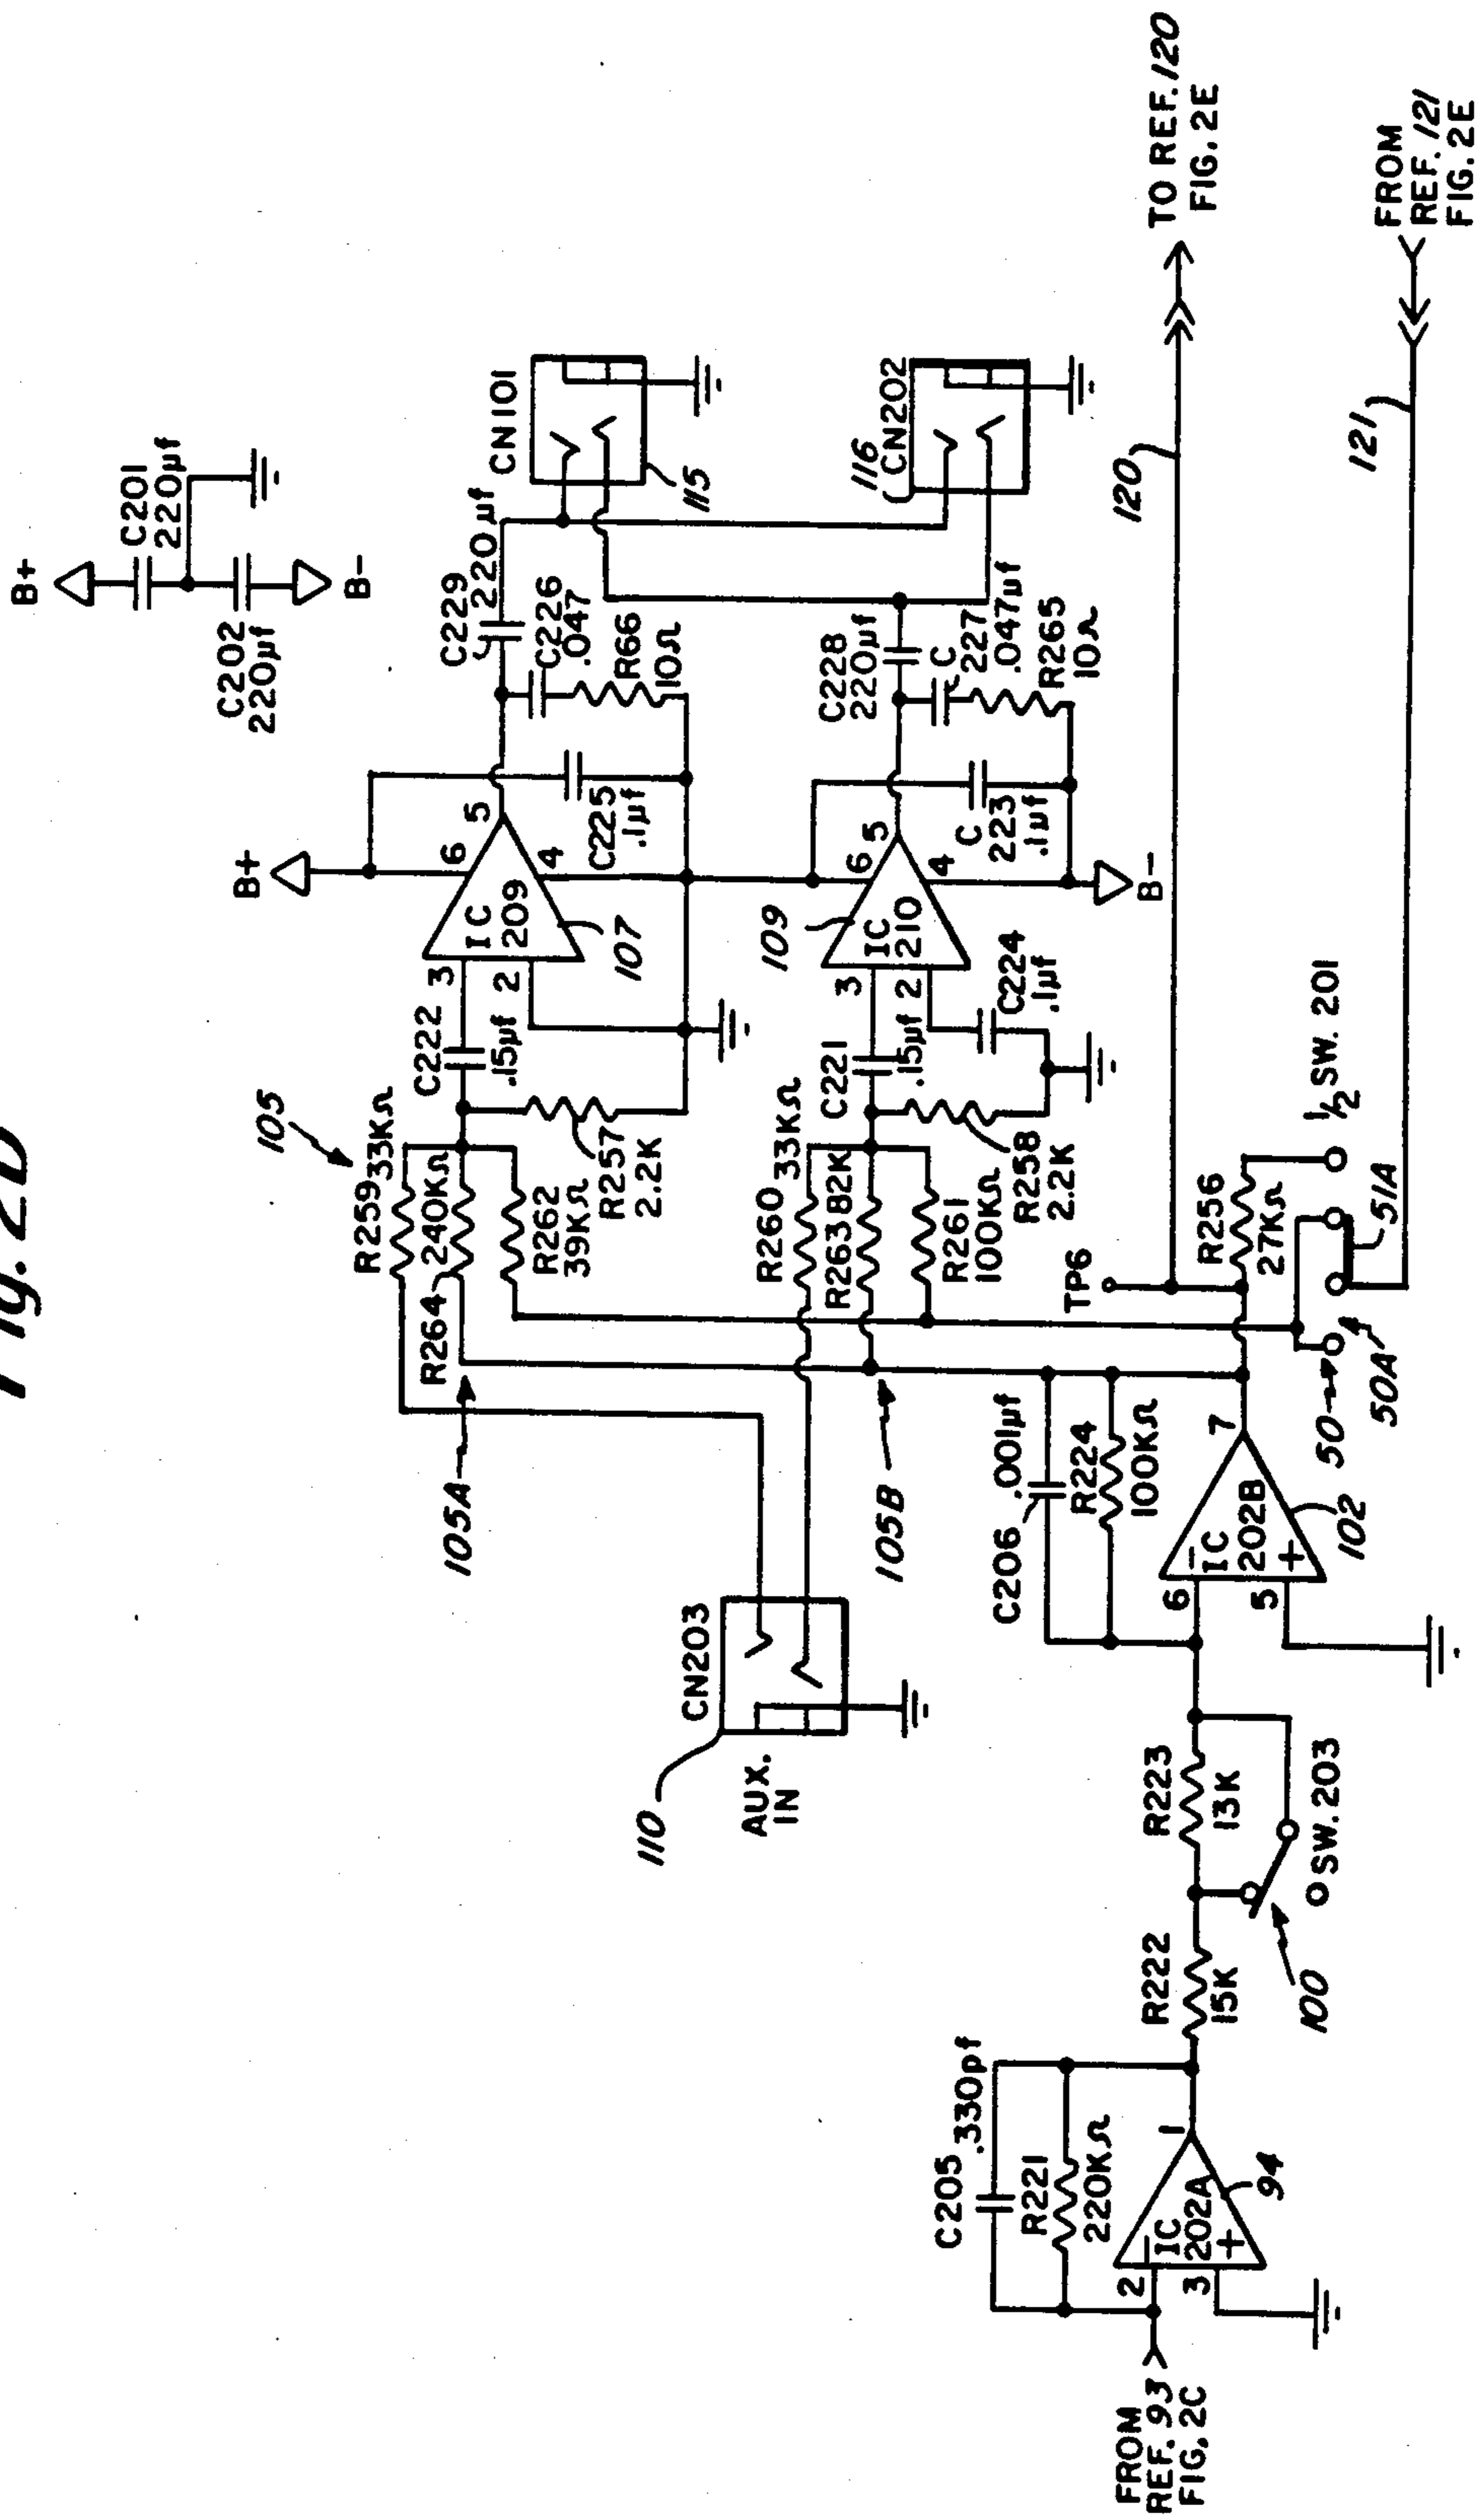 Fig. 2D
B+
C201
220µf
C202
220µf
B-
105
B+
R259 33KΩ
R264 240KΩ
R262
39KΩ
R257
2.2K
C222
.15µf
3
2
IC
209
6
5
4
107
C225
.1µf
C229
220µf
C226
.047
R66
10Ω
CN101
115
105A
CN203
110
AUX.
IN
R260 33KΩ
R263 82K
R261
100KΩ
R258
2.2K
C221
.15µf
3
2
109
IC
210
6
5
4
C224
.1µf
C
223
.1µf
B-
C228
220µf
C
227
.047µf
R265
10Ω
116
CN202
105B
C206 .001µf
R224
100KΩ
6
5
IC
202B
-
+
7
102
TP6
R256
27KΩ
50
50A
51A
1/2 SW. 201
120
TO REF. 120
FIG. 2E
121
FROM
REF. 121
FIG. 2E
FROM
REF. 93
FIG. 2C
C205 .330pf
R221
220KΩ
2
3
IC
202A
-
+
1
94
R222
15K
R223
13K
100
SW. 203